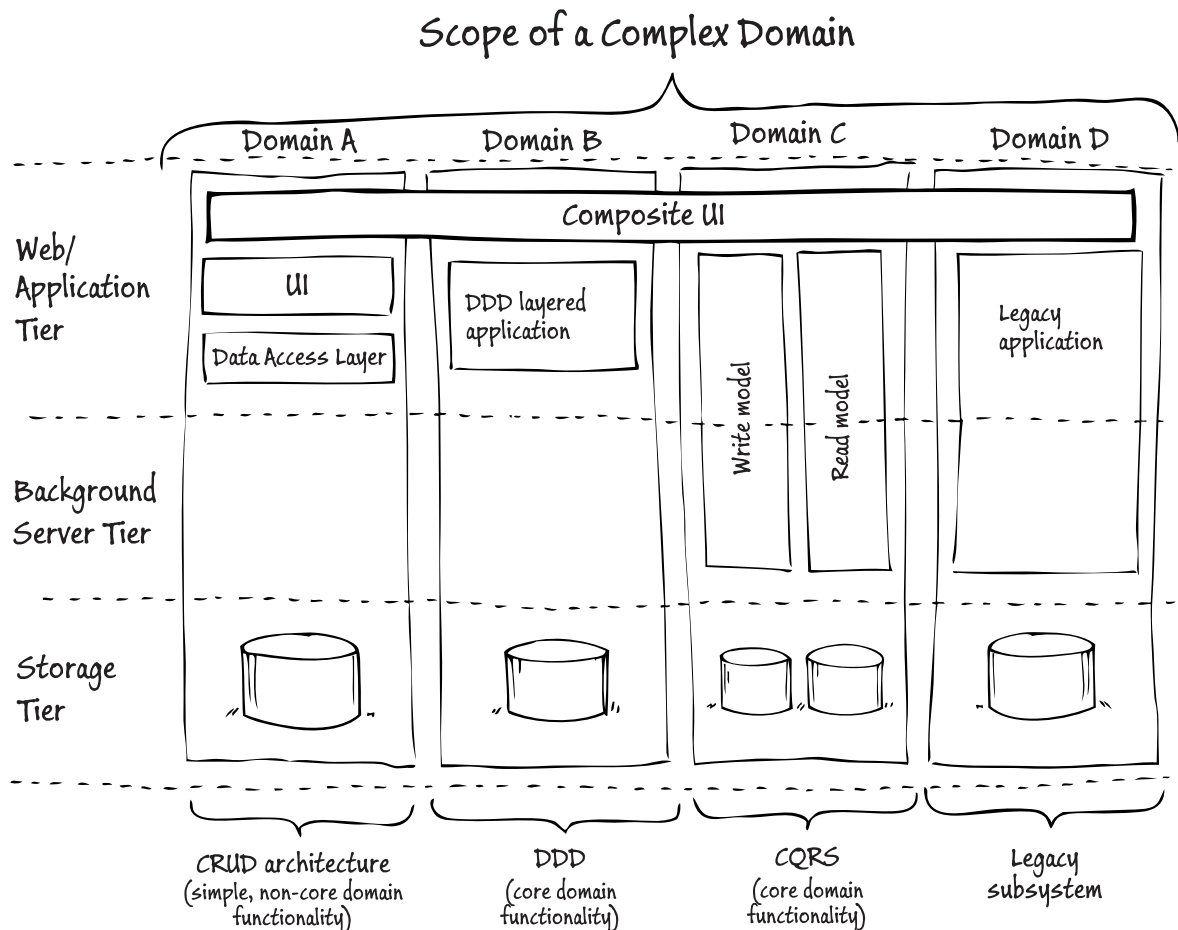 Scope of a Complex Domain
Domain A
Domain B
Domain C
Domain D
Composite UI
Web/
Application
Tier
UI
Data Access Layer
DDD layered
application
Write model
Read model
Legacy
application
Background
Server Tier
Storage
Tier
CRUD architecture
(simple, non-core domain
functionality)
DDD
(core domain
functionality)
CQRS
(core domain
functionality)
Legacy
subsystem